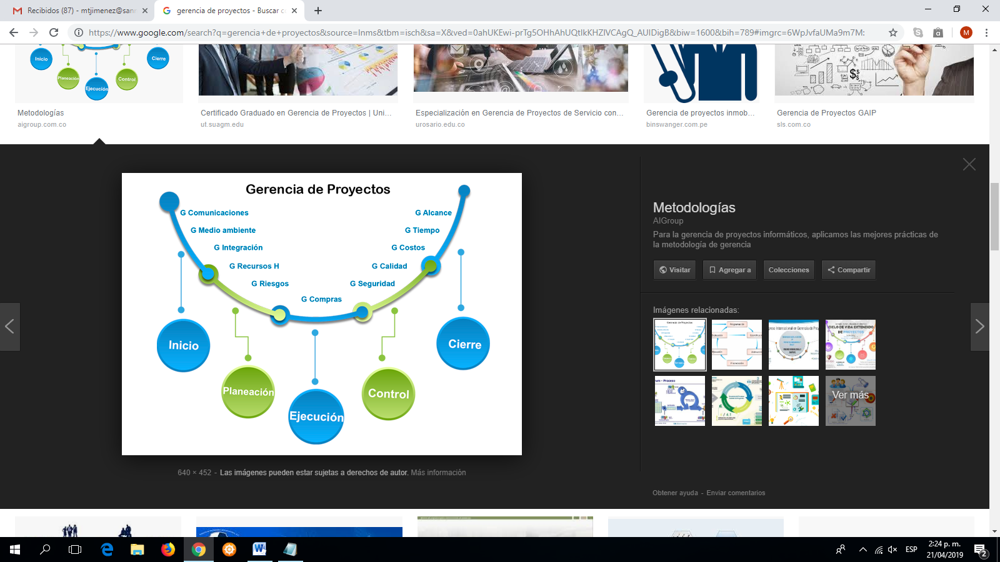 Recibidos (87) - mtjimenez@sann
gerencia de proyectos - Buscar c
https://www.google.com/search?q=gerencia+de+proyectos&source=lnms&tbm=isch&sa=X&ved=0ahUKEwi-prTg5OHhAhUQtlkKHZIVCAgQ_AUIDigB&biw=1600&bih=789#imgrc=6WpJvfaUMa9m7M:
M
Inicio
Planeación
Ejecución
Control
Cierre
$$
Metodologías
aigroup.com.co
Certificado Graduado en Gerencia de Proyectos | Uni...
ut.suagm.edu
Especialización en Gerencia de Proyectos de Servicio con...
urosario.edu.co
Gerencia de proyectos inmob...
binswanger.com.pe
Gerencia de Proyectos GAIP
sls.com.co
Gerencia de Proyectos
G Comunicaciones
G Medio ambiente
G Integración
G Recursos H
G Riesgos
G Compras
G Seguridad
G Calidad
G Costos
G Tiempo
G Alcance
Inicio
Planeación
Ejecución
Control
Cierre
640 × 452 - Las imágenes pueden estar sujetas a derechos de autor. Más información
Metodologías
AIGroup
Para la gerencia de proyectos informáticos, aplicamos las mejores prácticas de
la metodología de gerencia
Visitar
Agregar a
Colecciones
Compartir
Imágenes relacionadas:
Gerencia de Proyectos
Programación
CICLO DE VIDA EXTENDIDO
DE PROYECTOS
Ver más
Obtener ayuda - Enviar comentarios
ESP
2:24 p. m.
21/04/2019
2